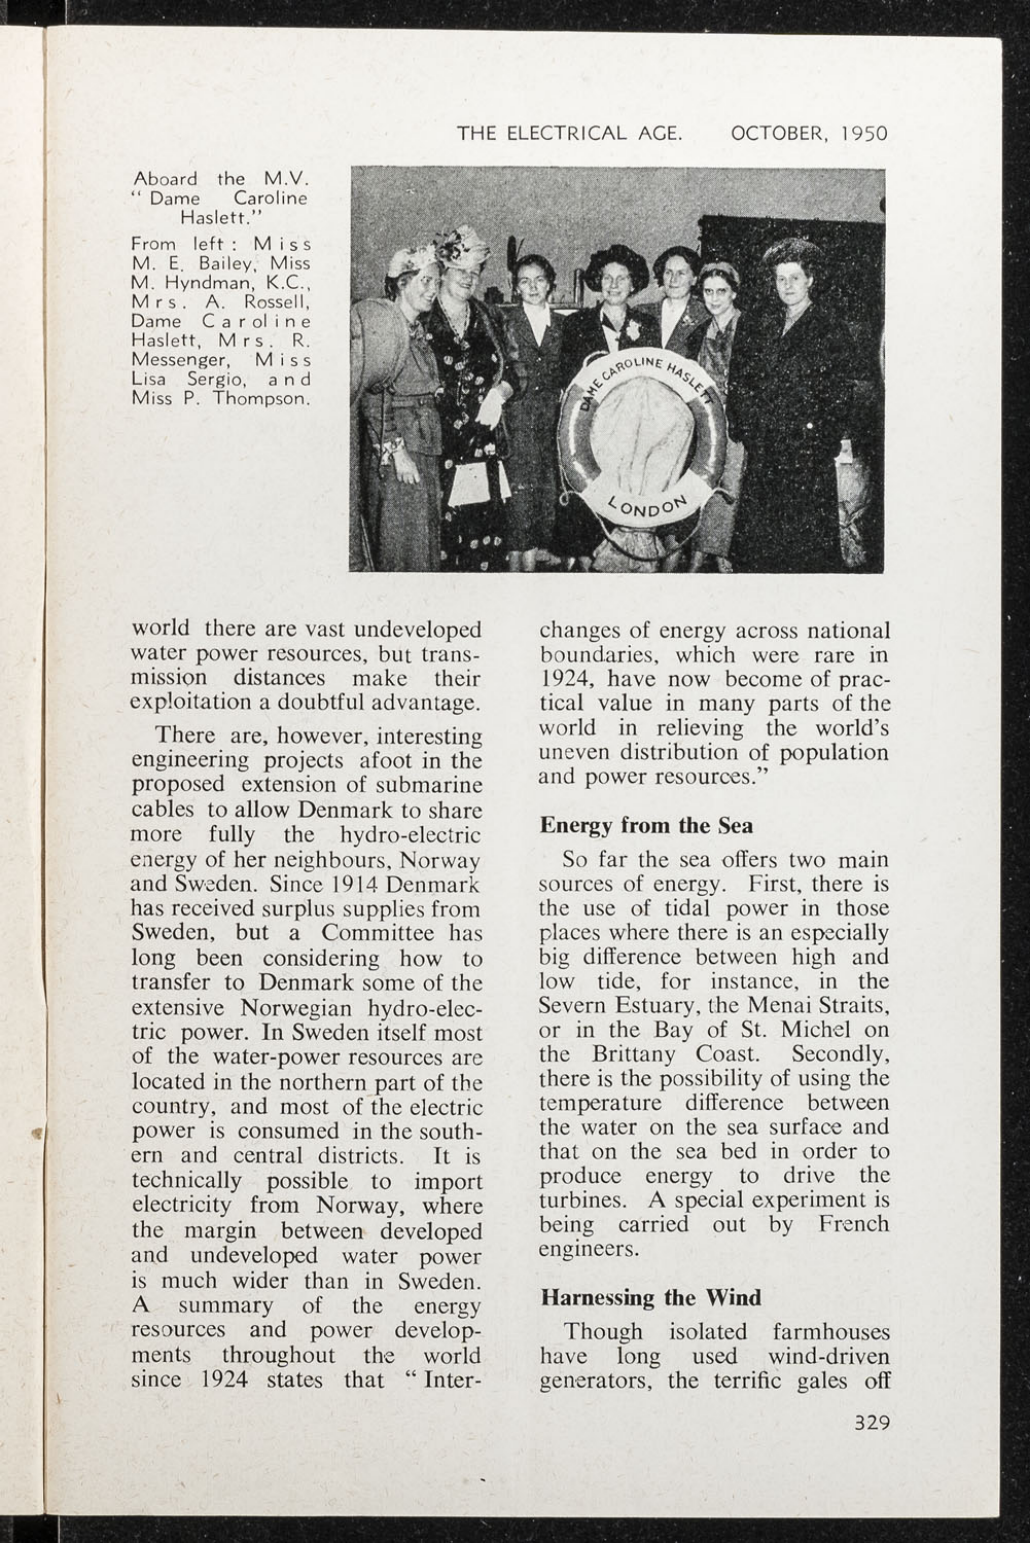 THE ELECTRICAL AGE. OCTOBER, 1950
Aboard the M.V.
“ Dame Caroline
Haslett.”
From left : Miss
M. E. Bailey, Miss
M. Hyndman, K.C.,
Mrs. A. Rossell,
Dame Caroline
Haslett, Mrs. R.
Messenger, Miss
Lisa Sergio, and
Miss P. Thompson.
DAME CAROLINE HASLETT
LONDON
world there are vast undeveloped
water power resources, but trans-
mission distances make their
exploitation a doubtful advantage.
There are, however, interesting
engineering projects afoot in the
proposed extension of submarine
cables to allow Denmark to share
more fully the hydro-electric
energy of her neighbours, Norway
and Sweden. Since 1914 Denmark
has received surplus supplies from
Sweden, but a Committee has
long been considering how to
transfer to Denmark some of the
extensive Norwegian hydro-elec-
tric power. In Sweden itself most
of the water-power resources are
located in the northern part of the
country, and most of the electric
power is consumed in the south-
ern and central districts. It is
technically possible to import
electricity from Norway, where
the margin between developed
and undeveloped water power
is much wider than in Sweden.
A summary of the energy
resources and power develop-
ments throughout the world
since 1924 states that “ Inter-
changes of energy across national
boundaries, which were rare in
1924, have now become of prac-
tical value in many parts of the
world in relieving the world’s
uneven distribution of population
and power resources.”
Energy from the Sea
So far the sea offers two main
sources of energy. First, there is
the use of tidal power in those
places where there is an especially
big difference between high and
low tide, for instance, in the
Severn Estuary, the Menai Straits,
or in the Bay of St. Michel on
the Brittany Coast. Secondly,
there is the possibility of using the
temperature difference between
the water on the sea surface and
that on the sea bed in order to
produce energy to drive the
turbines. A special experiment is
being carried out by French
engineers.
Harnessing the Wind
Though isolated farmhouses
have long used wind-driven
generators, the terrific gales off
329